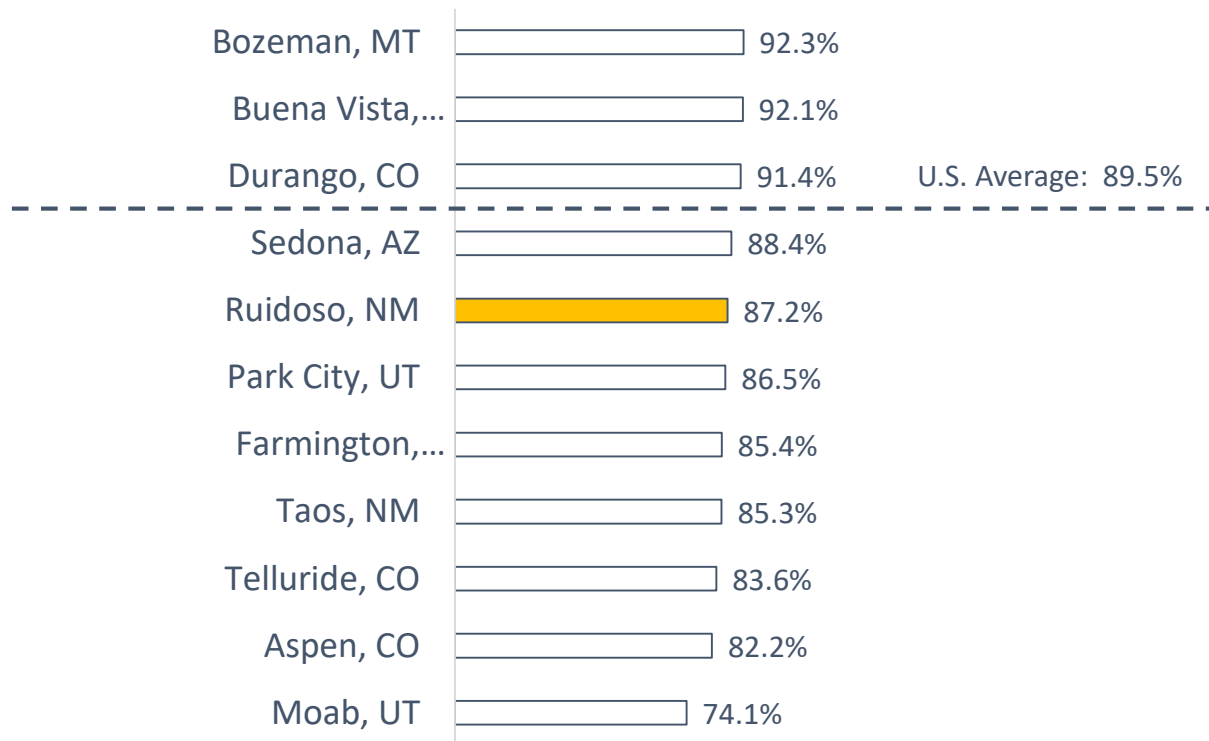 Bozeman, MT 92.3%
Buena Vista,... 92.1%
Durango, CO 91.4% U.S. Average: 89.5%
Sedona, AZ 88.4%
Ruidoso, NM 87.2%
Park City, UT 86.5%
Farmington,... 85.4%
Taos, NM 85.3%
Telluride, CO 83.6%
Aspen, CO 82.2%
Moab, UT 74.1%